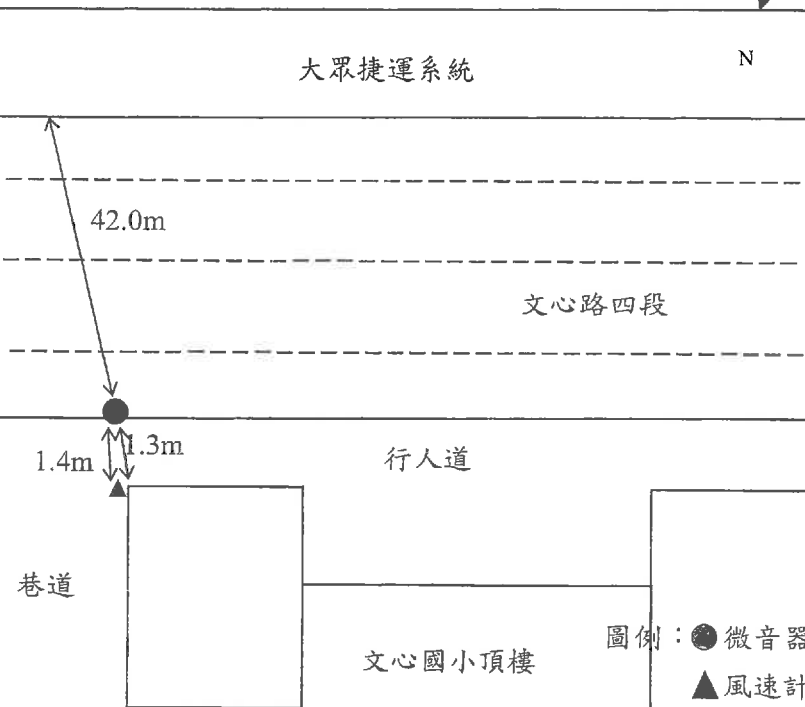 N
大眾捷運系統
42.0m
文心路四段
1.3m
1.4m
行人道
巷道
文心國小頂樓
圖例：●微音器
▲風速計